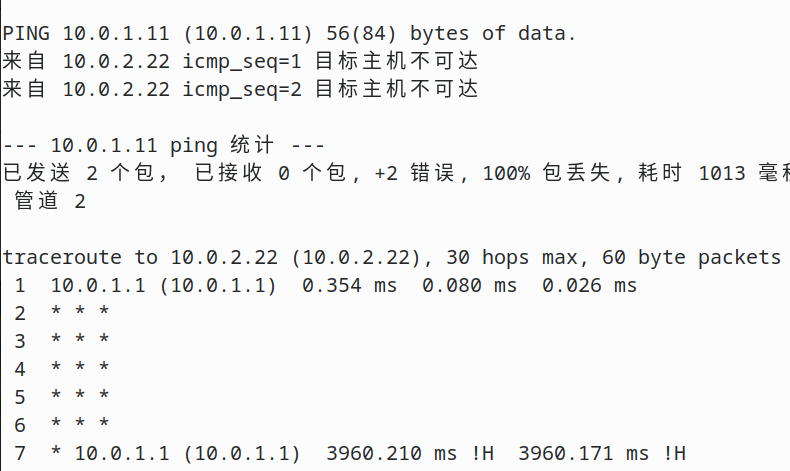 PING 10.0.1.11 (10.0.1.11) 56(84) bytes of data.
来自 10.0.2.22 icmp_seq=1 目标主机不可达
来自 10.0.2.22 icmp_seq=2 目标主机不可达
--- 10.0.1.11 ping 统计 ---
已发送 2 个包， 已接收 0 个包, +2 错误, 100% 包丢失, 耗时 1013 毫
管道 2
traceroute to 10.0.2.22 (10.0.2.22), 30 hops max, 60 byte packets
1  10.0.1.1 (10.0.1.1)  0.354 ms  0.080 ms  0.026 ms
2  * * *
3  * * *
4  * * *
5  * * *
6  * * *
7  * 10.0.1.1 (10.0.1.1)  3960.210 ms !H  3960.171 ms !H